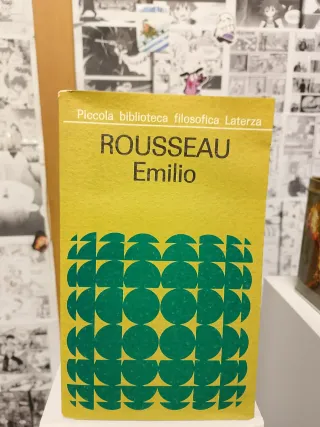 Piccola biblioteca filosofica Laterza
ROUSSEAU
Emilio